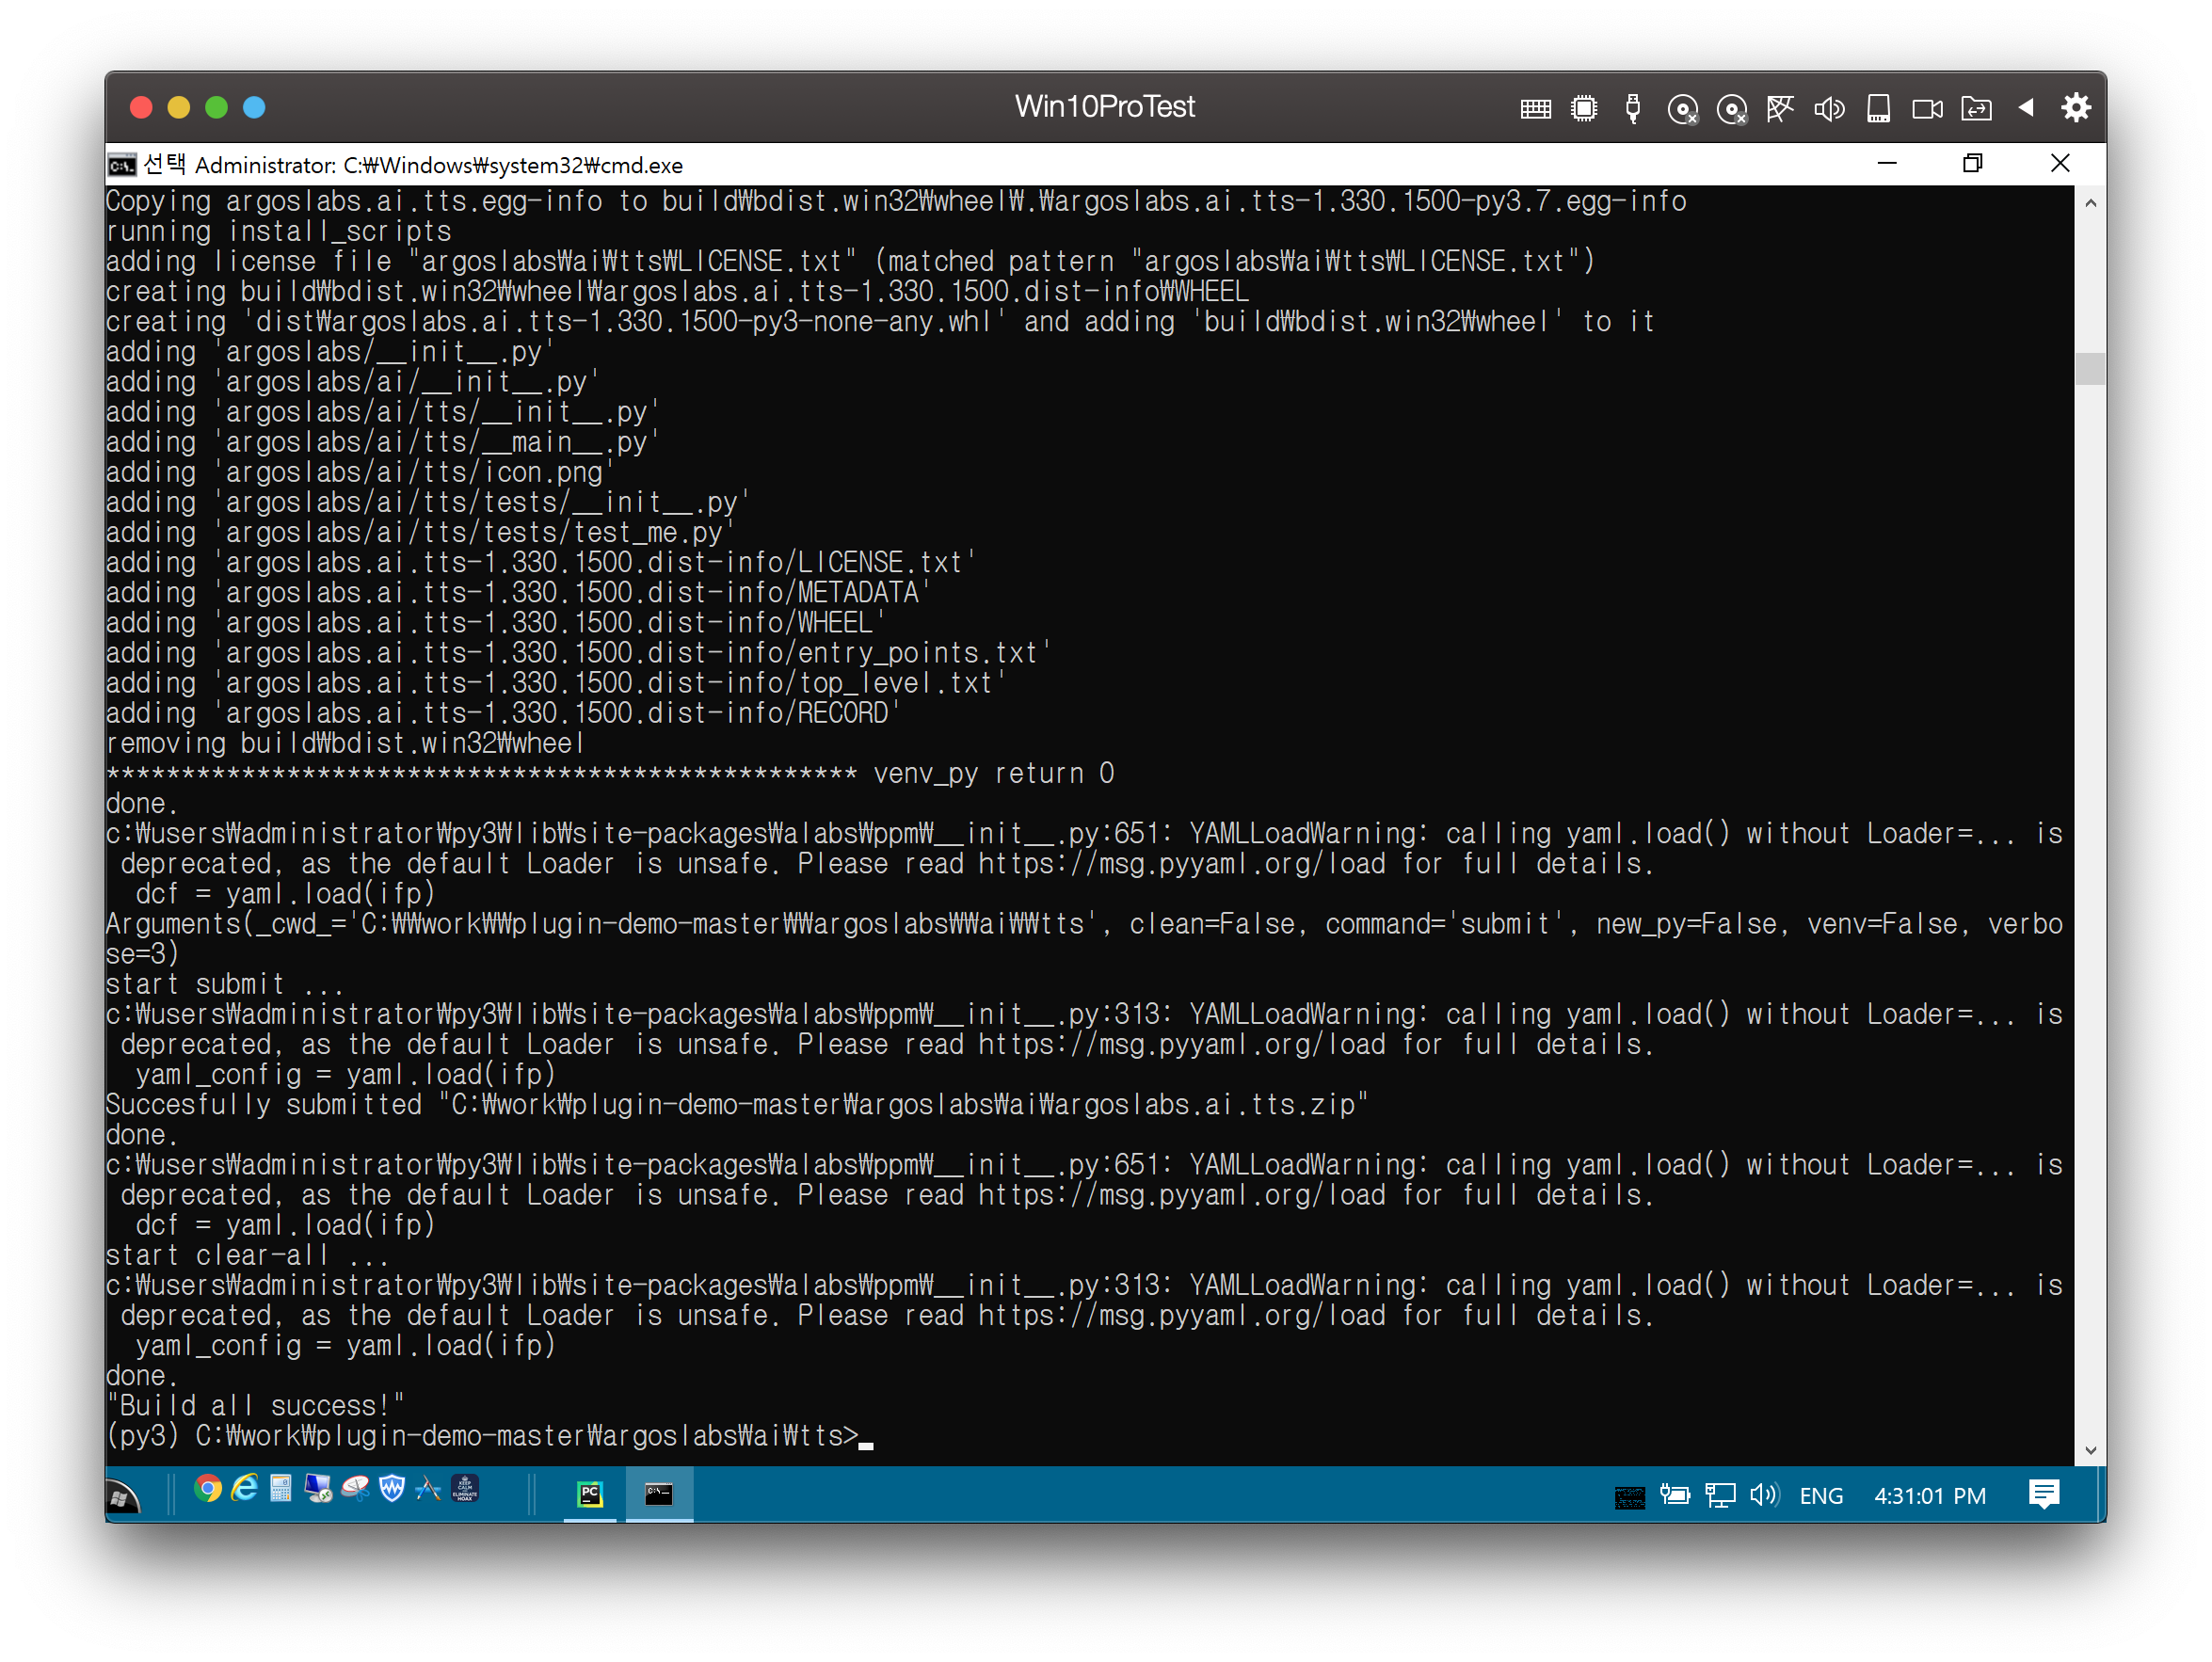 Win10ProTest
선택 Administrator: C:₩Windows₩system32₩cmd.exe
Copying argoslabs.ai.tts.egg-info to build₩bdist.win32₩wheel₩.₩argoslabs.ai.tts-1.330.1500-py3.7.egg-info
running install_scripts
adding license file "argoslabs₩ai₩tts₩LICENSE.txt" (matched pattern "argoslabs₩ai₩tts₩LICENSE.txt")
creating build₩bdist.win32₩wheel₩argoslabs.ai.tts-1.330.1500.dist-info₩WHEEL
creating 'dist₩argoslabs.ai.tts-1.330.1500-py3-none-any.whl' and adding 'build₩bdist.win32₩wheel' to it
adding 'argoslabs/__init__.py'
adding 'argoslabs/ai/__init__.py'
adding 'argoslabs/ai/tts/__init__.py'
adding 'argoslabs/ai/tts/__main__.py'
adding 'argoslabs/ai/tts/icon.png'
adding 'argoslabs/ai/tts/tests/__init__.py'
adding 'argoslabs/ai/tts/tests/test_me.py'
adding 'argoslabs.ai.tts-1.330.1500.dist-info/LICENSE.txt'
adding 'argoslabs.ai.tts-1.330.1500.dist-info/METADATA'
adding 'argoslabs.ai.tts-1.330.1500.dist-info/WHEEL'
adding 'argoslabs.ai.tts-1.330.1500.dist-info/entry_points.txt'
adding 'argoslabs.ai.tts-1.330.1500.dist-info/top_level.txt'
adding 'argoslabs.ai.tts-1.330.1500.dist-info/RECORD'
removing build₩bdist.win32₩wheel
************************************************** venv_py return 0
done.
c:₩users₩administrator₩py3₩lib₩site-packages₩alabs₩ppm₩__init__.py:651: YAMLLoadWarning: calling yaml.load() without Loader=... is
deprecated, as the default Loader is unsafe. Please read https://msg.pyyaml.org/load for full details.
dcf = yaml.load(ifp)
Arguments(_cwd_='C:₩₩work₩₩plugin-demo-master₩₩argoslabs₩₩ai₩₩tts', clean=False, command='submit', new_py=False, venv=False, verbo
se=3)
start submit ...
c:₩users₩administrator₩py3₩lib₩site-packages₩alabs₩ppm₩__init__.py:313: YAMLLoadWarning: calling yaml.load() without Loader=... is
deprecated, as the default Loader is unsafe. Please read https://msg.pyyaml.org/load for full details.
yaml_config = yaml.load(ifp)
Succesfully submitted "C:₩work₩plugin-demo-master₩argoslabs₩ai₩argoslabs.ai.tts.zip"
done.
c:₩users₩administrator₩py3₩lib₩site-packages₩alabs₩ppm₩__init__.py:651: YAMLLoadWarning: calling yaml.load() without Loader=... is
deprecated, as the default Loader is unsafe. Please read https://msg.pyyaml.org/load for full details.
dcf = yaml.load(ifp)
start clear-all ...
c:₩users₩administrator₩py3₩lib₩site-packages₩alabs₩ppm₩__init__.py:313: YAMLLoadWarning: calling yaml.load() without Loader=... is
deprecated, as the default Loader is unsafe. Please read https://msg.pyyaml.org/load for full details.
yaml_config = yaml.load(ifp)
done.
"Build all success!"
(py3) C:₩work₩plugin-demo-master₩argoslabs₩ai₩tts>
KEEP CALM AND ELIMINATE HOAX
PC
ENG
4:31:01 PM